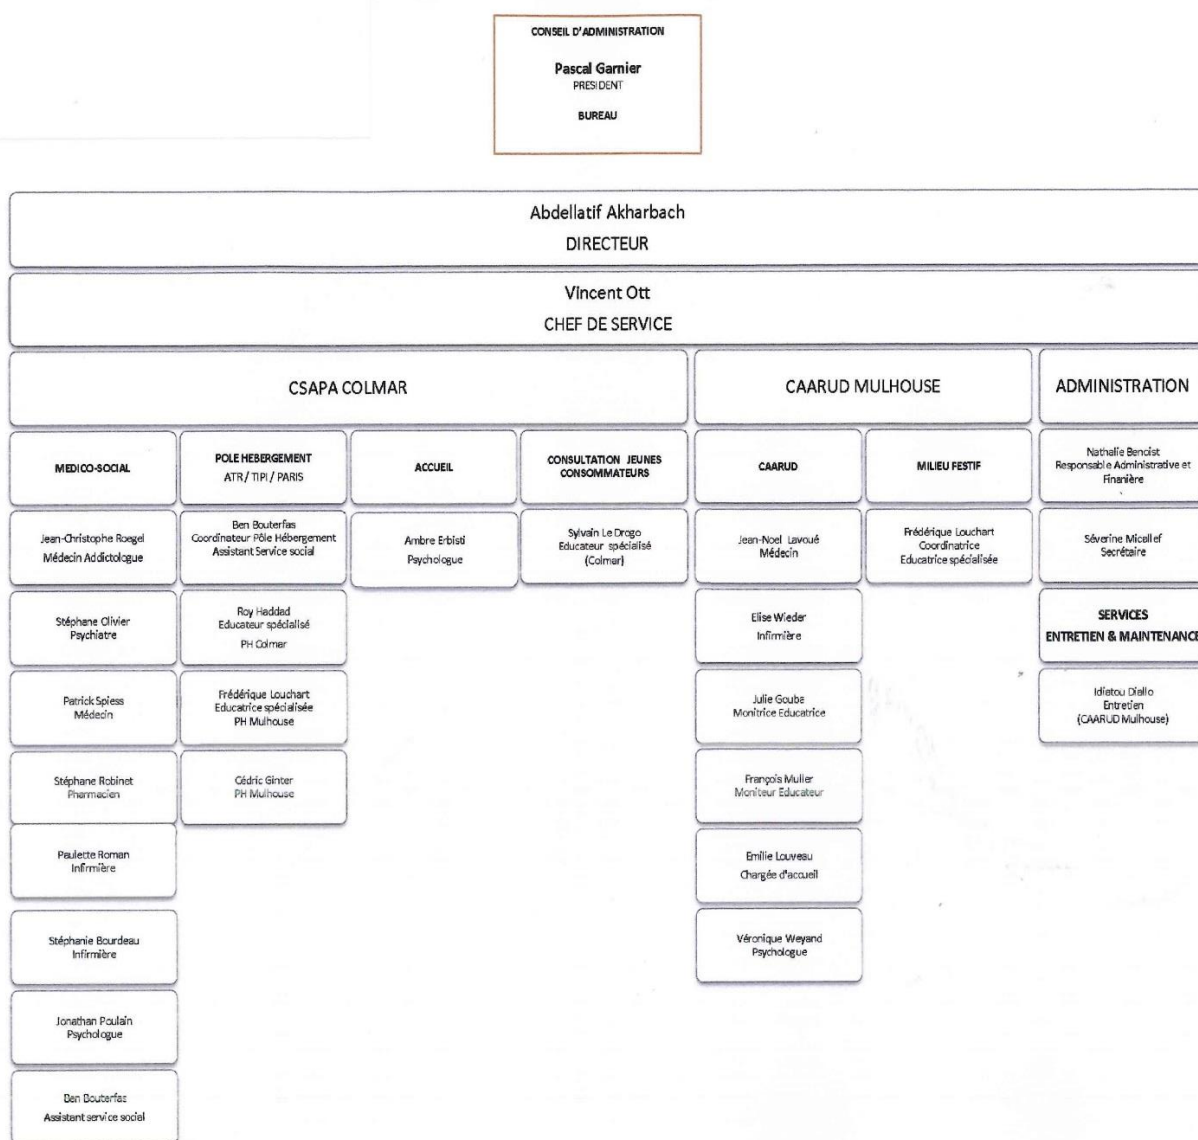 CONSEIL D'ADMINISTRATION
Pascal Garnier
PRESIDENT
BUREAU
Abdellatif Akharbach
DIRECTEUR
Vincent Ott
CHEF DE SERVICE
CSAPA COLMAR
CAARUD MULHOUSE
ADMINISTRATION
MEDICO-SOCIAL
POLE HEBERGEMENT
ATR / TIPI / PARIS
ACCUEIL
CONSULTATION JEUNES
CONSOMMATEURS
CAARUD
MILIEU FESTIF
Nathalie Benoist
Responsable Administrative et
Finanière
Jean-Christophe Roegel
Médecin Addictologue
Ben Bouterfas
Coordinateur Pôle Hébergement
Assistant Service social
Ambre Erbisti
Psychologue
Sylvain Le Drogo
Educateur spécialisé
(Colmar)
Jean-Noel Lavoué
Médecin
Frédérique Louchart
Coordinatrice
Educatrice spécialisée
Séverine Micallef
Secrétaire
Stéphane Olivier
Psychiatre
Roy Haddad
Educateur spécialisé
PH Colmar
Elise Wieder
Infirmière
SERVICES
ENTRETIEN & MAINTENANCE
Patrick Spiess
Médecin
Frédérique Louchart
Educatrice spécialisée
PH Mulhouse
Julie Gouba
Monitrice Educatrice
Idiatou Diallo
Entretien
(CAARUD Mulhouse)
Stéphane Robinet
Pharmacien
Cédric Ginter
PH Mulhouse
François Muller
Moniteur Educateur
Paulette Roman
Infirmière
Emilie Louveau
Chargée d'accueil
Stéphanie Bourdeau
Infirmière
Véronique Weyand
Psychologue
Jonathan Poulain
Psychologue
Ben Bouterfas
Assistant service social